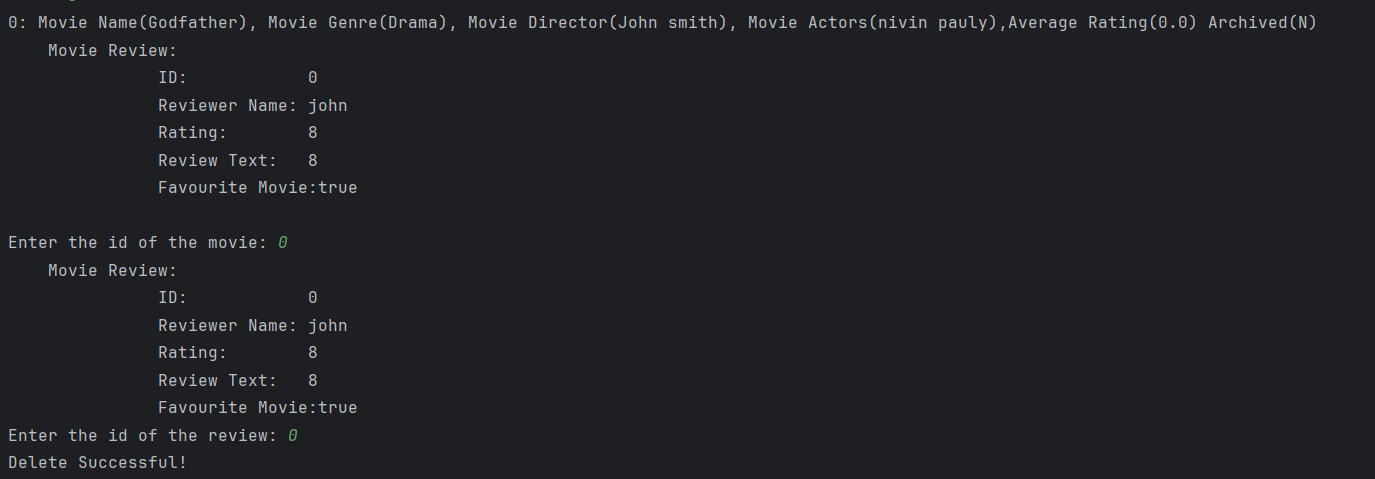 0: Movie Name(Godfather), Movie Genre(Drama), Movie Director(John smith), Movie Actors(nivin pauly),Average Rating(0.0) Archived(N)
Movie Review:
ID: 0
Reviewer Name: john
Rating: 8
Review Text: 8
Favourite Movie:true
Enter the id of the movie: 0
Movie Review:
ID: 0
Reviewer Name: john
Rating: 8
Review Text: 8
Favourite Movie:true
Enter the id of the review: 0
Delete Successful!